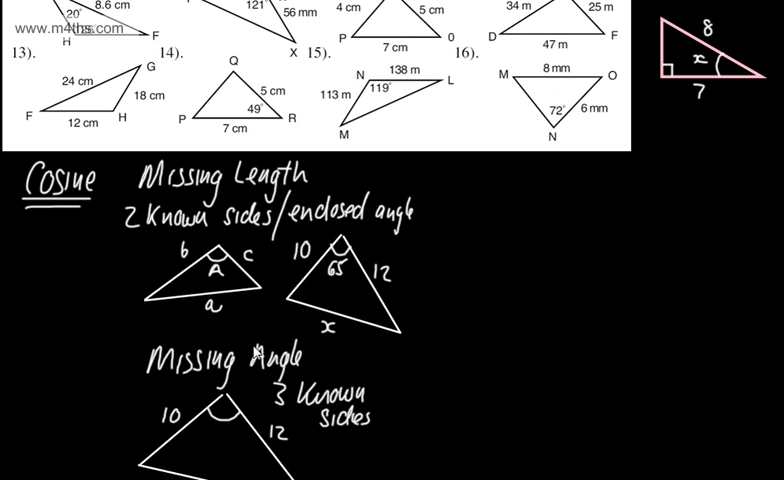 20° 8.6 cm 121° 56 mm 4 cm 5 cm 34 m 25 m
www.m4ths.com
H F X P 7 cm O D 47 m F
13). 14). 15). 16).
G Q N 138 m L M 8 mm O
24 cm 18 cm 5 cm 113 m 119° 72° 6 mm
F 12 cm H P 49° R M N
7 cm
8
x
7
Cosine Missing Length
2 Known sides/enclosed angle
b A c a
10 65 12 x
Missing Angle
3 Known
sides
10 12